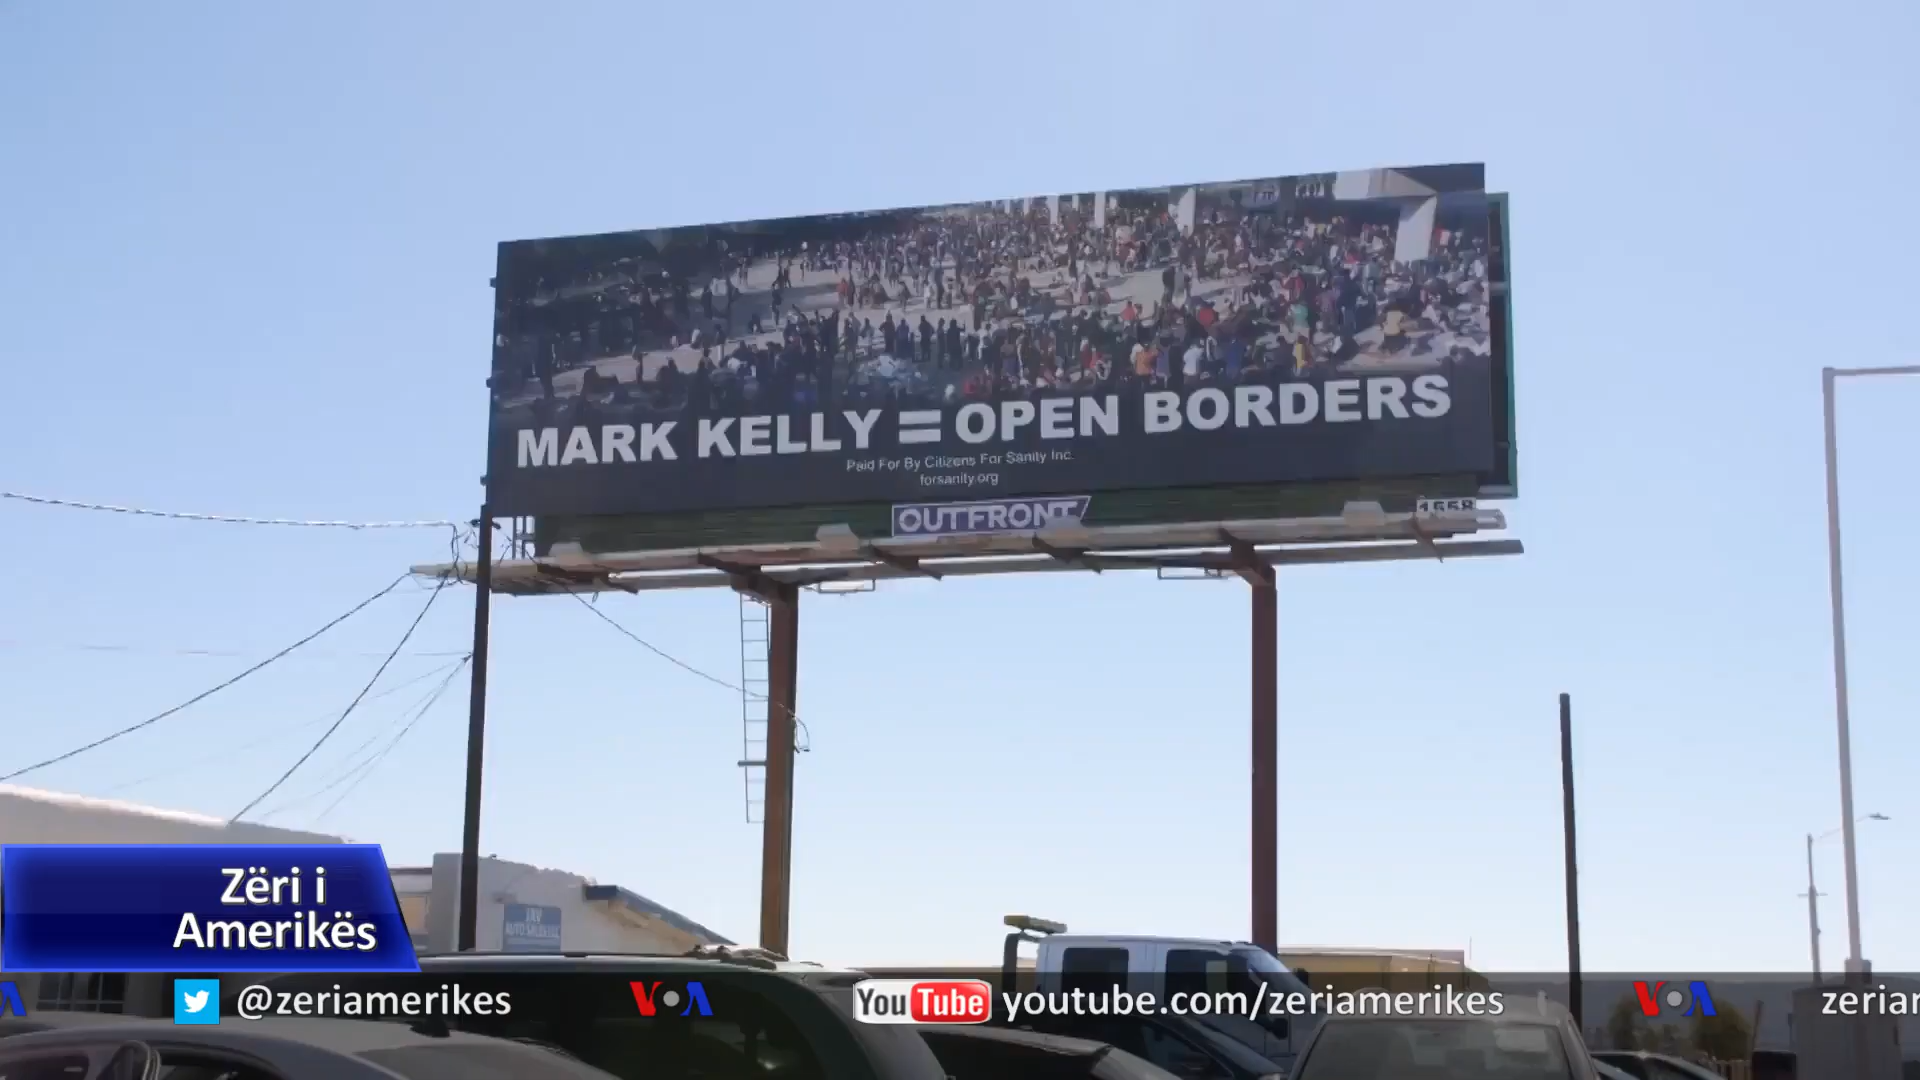 MARK KELLY = OPEN BORDERS
Paid For By Citizens For Sanity Inc.
forsanity.org
OUTFRONT
1558
Zëri i
Amerikës
@zeriamerikes
VOA
YouTube
youtube.com/zeriamerikes
VOA